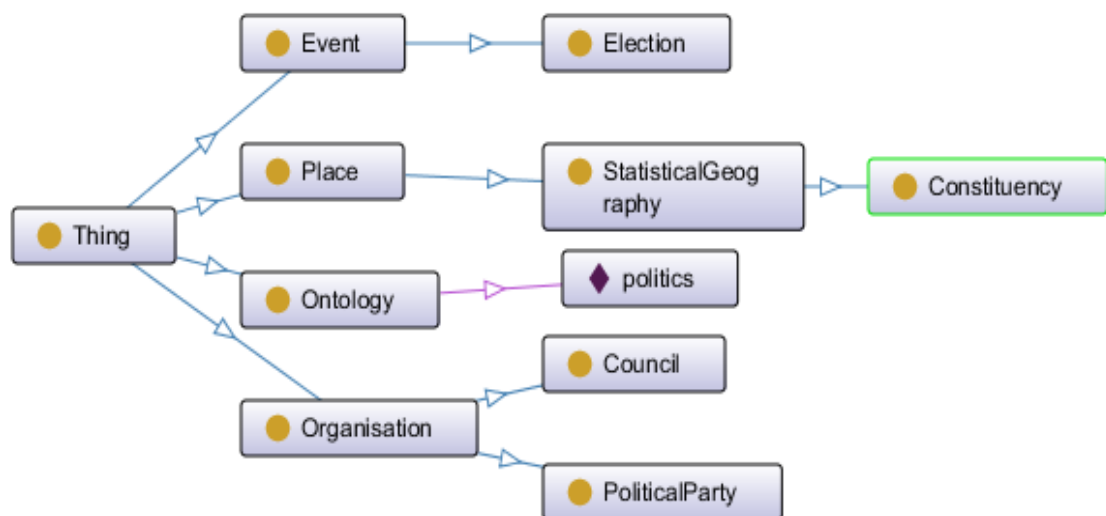 Event
Election
Place
StatisticalGeog
raphy
Constituency
Thing
Ontology
politics
Council
Organisation
PoliticalParty